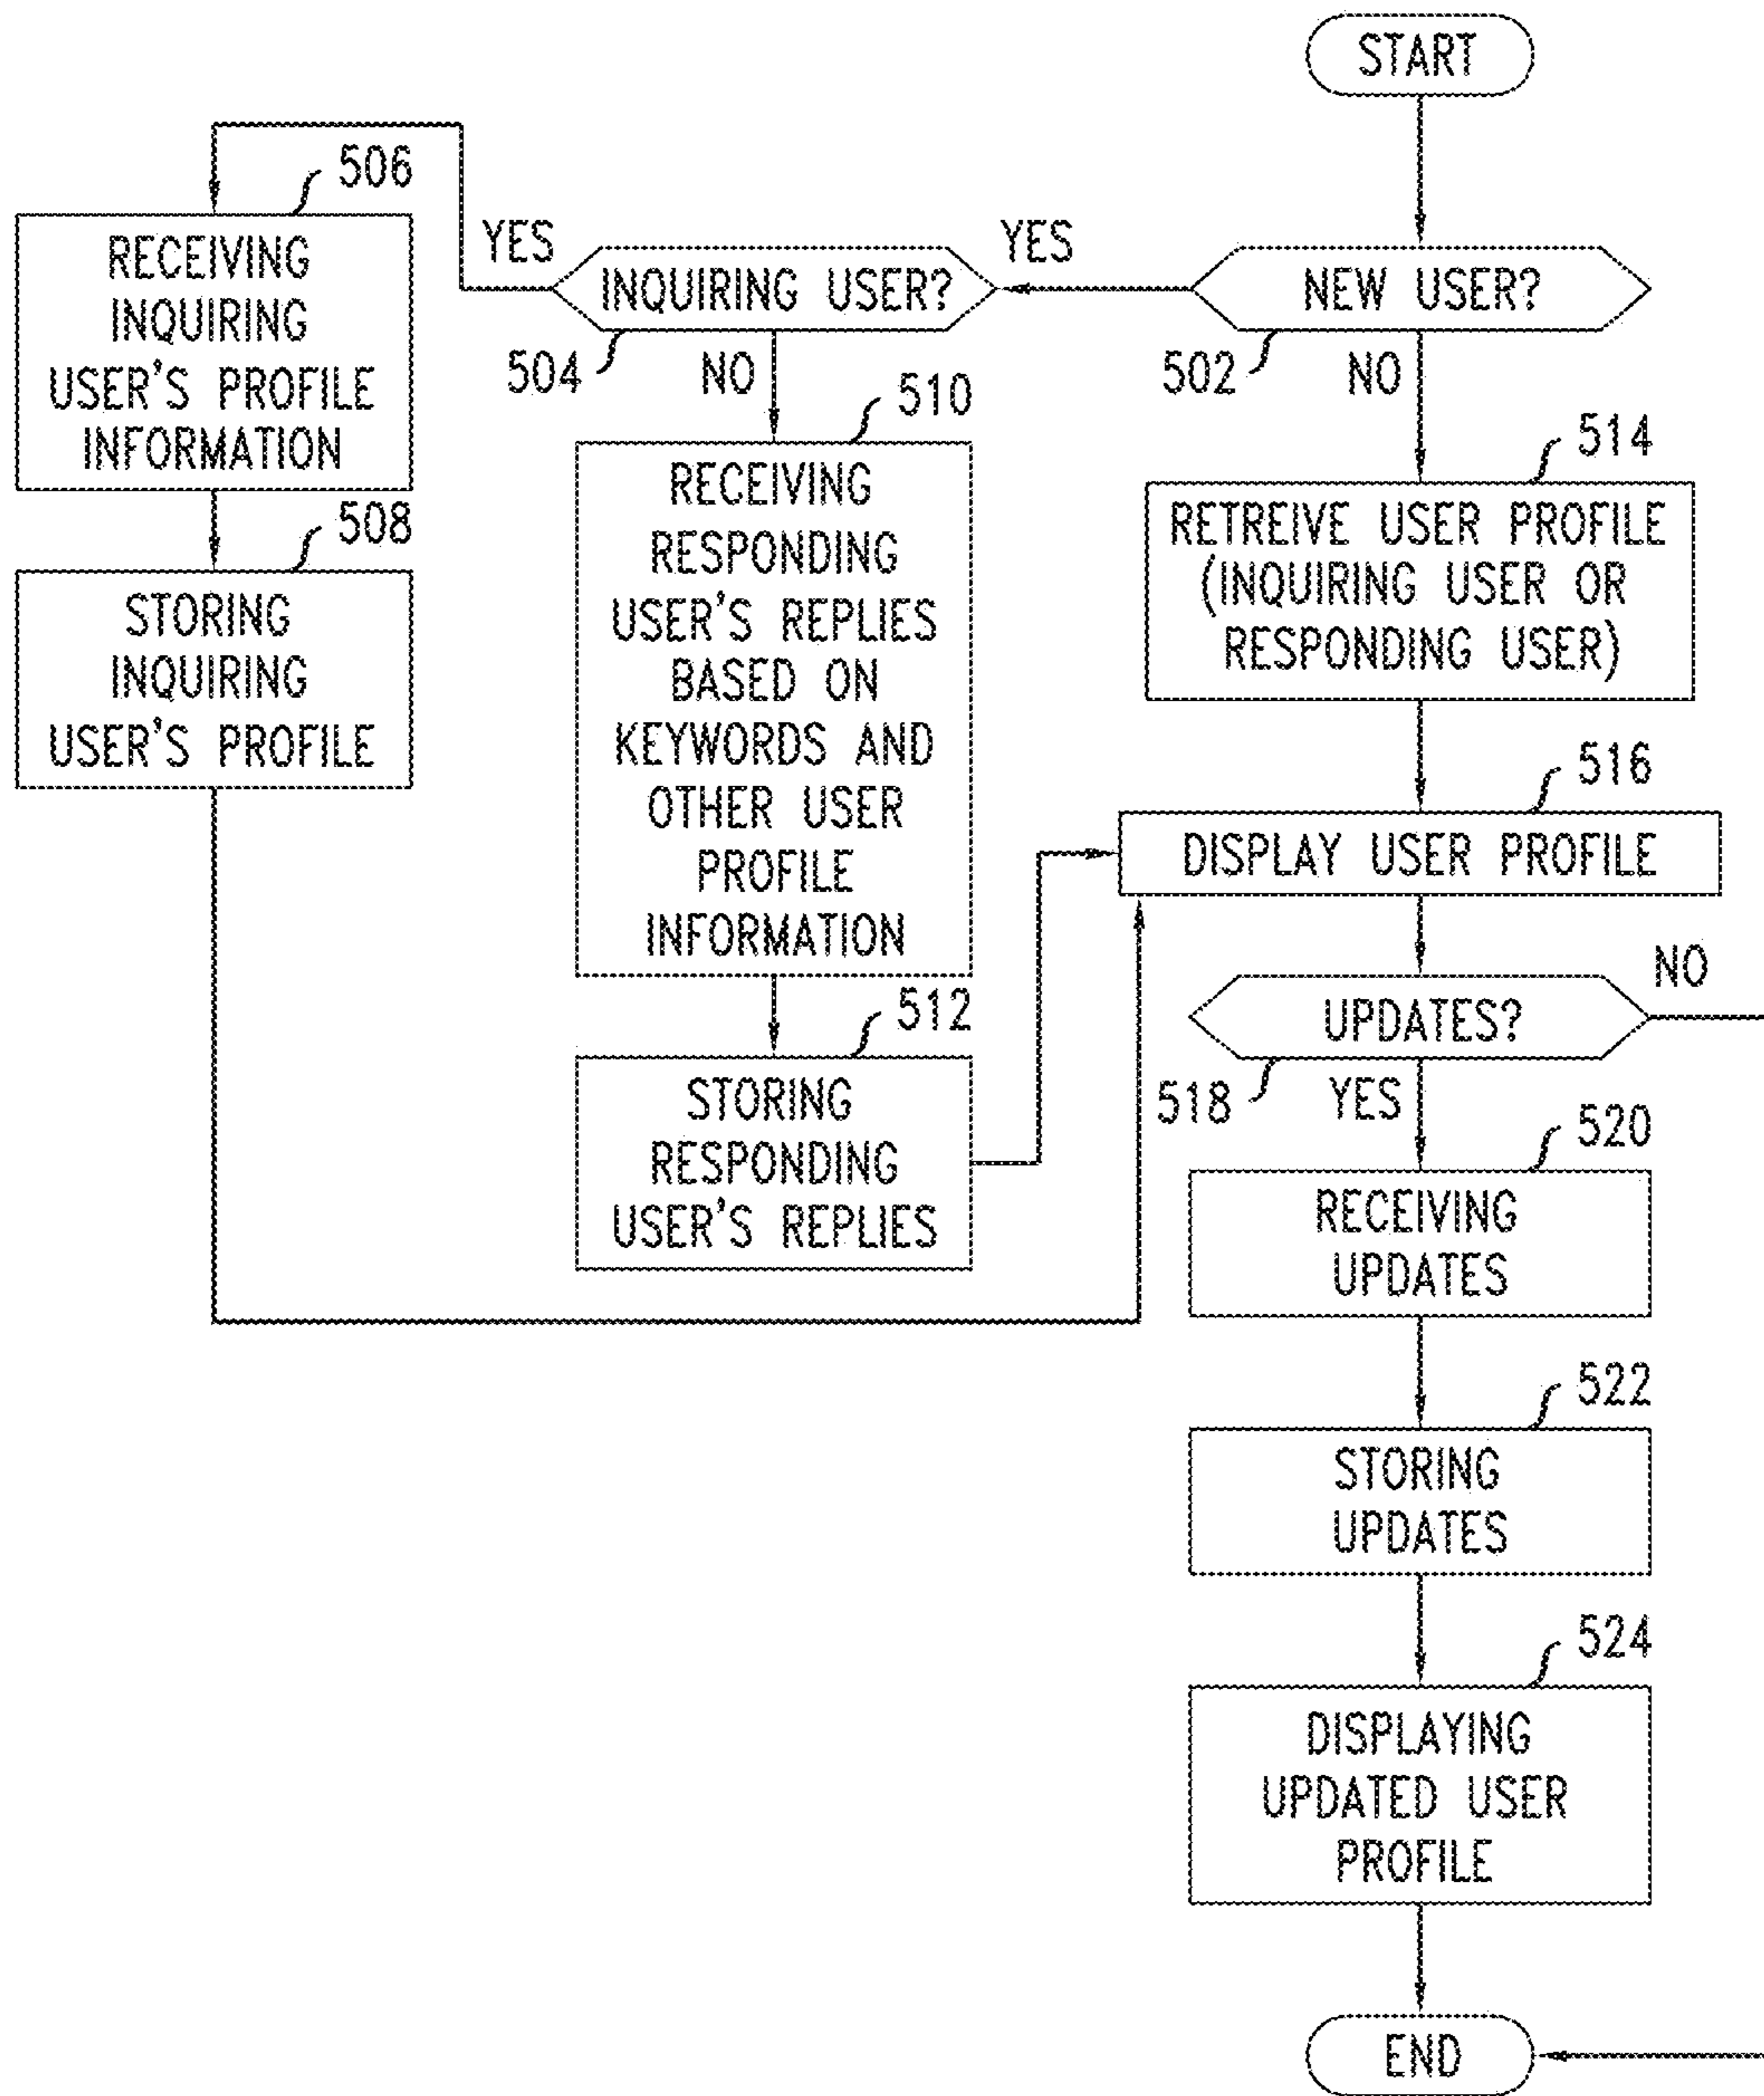 START
NEW USER?
502
YES
NO
INQUIRING USER?
504
YES
NO
506
RECEIVING
INQUIRING
USER'S PROFILE
INFORMATION
508
STORING
INQUIRING
USER'S PROFILE
510
RECEIVING
RESPONDING
USER'S REPLIES
BASED ON
KEYWORDS AND
OTHER USER
PROFILE
INFORMATION
512
STORING
RESPONDING
USER'S REPLIES
514
RETREIVE USER PROFILE
(INQUIRING USER OR
RESPONDING USER)
516
DISPLAY USER PROFILE
UPDATES?
518
NO
YES
520
RECEIVING
UPDATES
522
STORING
UPDATES
524
DISPLAYING
UPDATED USER
PROFILE
END